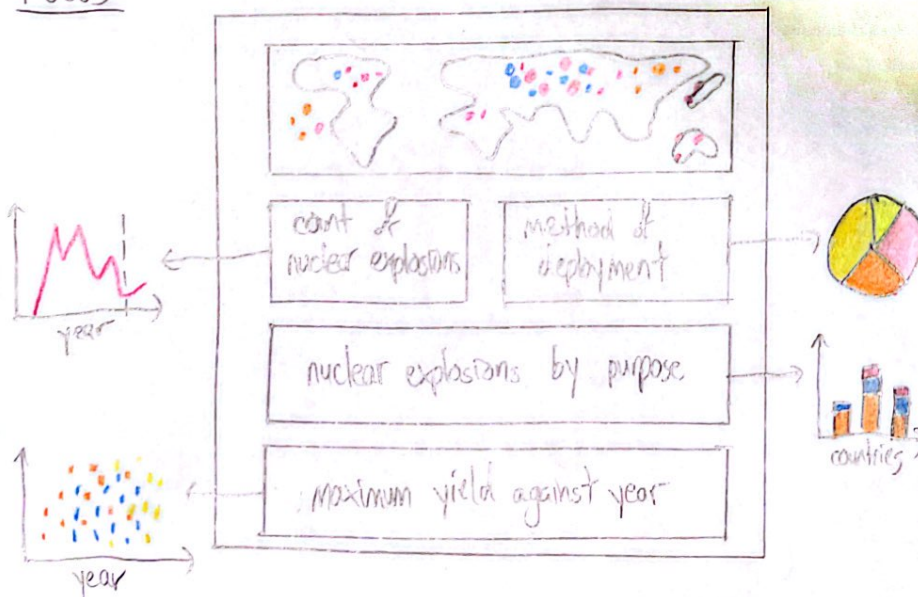 count of
nuclear explosions
method of
deployment
year
nuclear explosions by purpose
countries
maximum yield against year
year